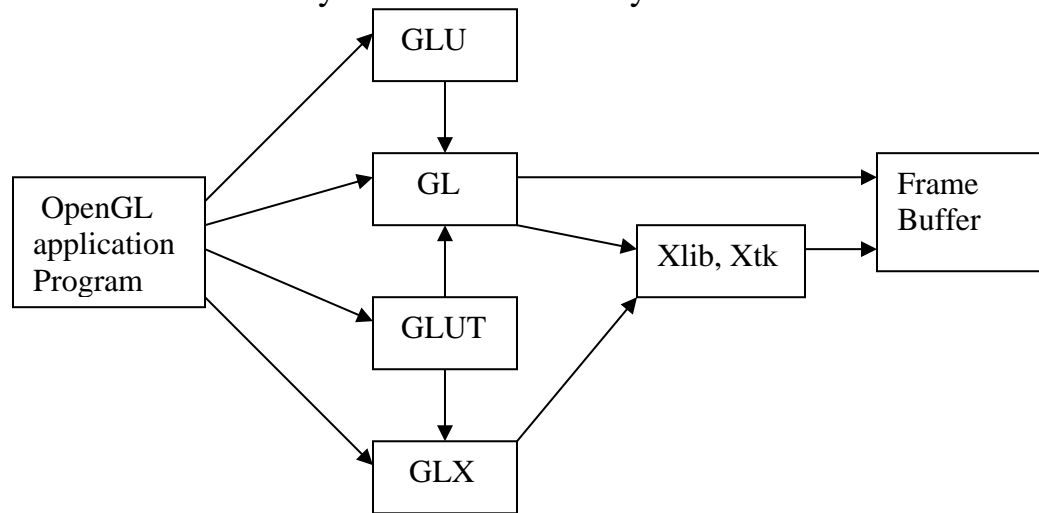 GLU
GL
OpenGL
application
Program
Frame
Buffer
Xlib, Xtk
GLUT
GLX